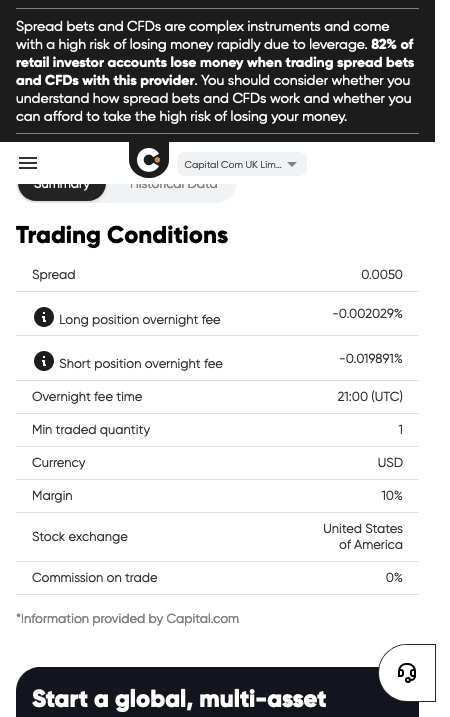 Spread bets and CFDs are complex instruments and come
with a high risk of losing money rapidly due to leverage. 82% of
retail investor accounts lose money when trading spread bets
and CFDs with this provider. You should consider whether you
understand how spread bets and CFDs work and whether you
can afford to take the high risk of losing your money.
Capital Com UK Lim...
Summary Historical Data
Trading Conditions
Spread 0.0050
Long position overnight fee -0.002029%
Short position overnight fee -0.019891%
Overnight fee time 21:00 (UTC)
Min traded quantity 1
Currency USD
Margin 10%
Stock exchange United States
of America
Commission on trade 0%
*Information provided by Capital.com
Start a global, multi-asset